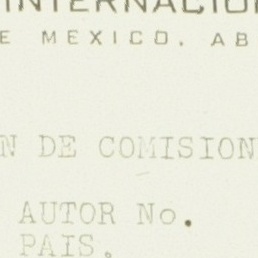 INTERNACIO
E MEXICO. AB
N DE COMISION
AUTOR No.
PAIS.